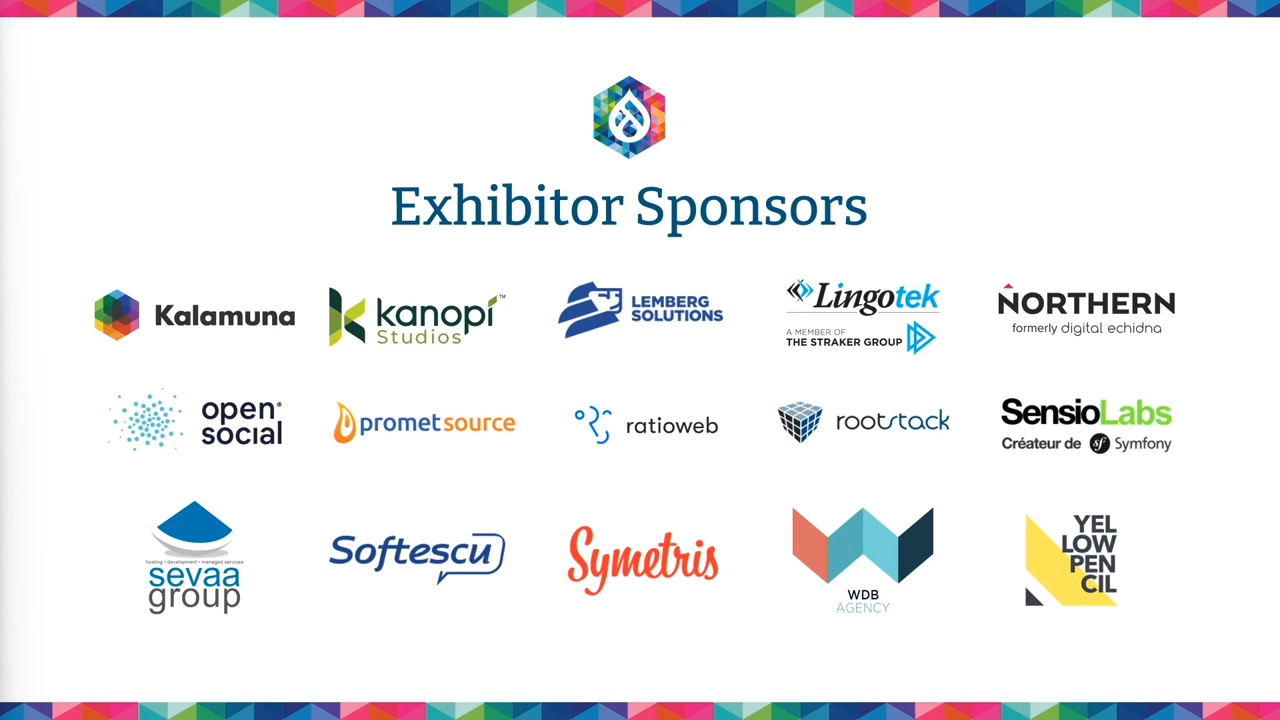 Exhibitor Sponsors
Kalamuna
kanopi™
Studios
LEMBERG
SOLUTIONS
Lingotek
A MEMBER OF
THE STRAKER GROUP
NORTHERN
formerly digital echidna
open®
social
prometsource
ratioweb
rootstack
SensioLabs
Créateur de sf Symfony
hosting • development • managed services
sevaa
group
Softescu
Symetris
WDB
AGENCY
YEL
LOW
PEN
CIL